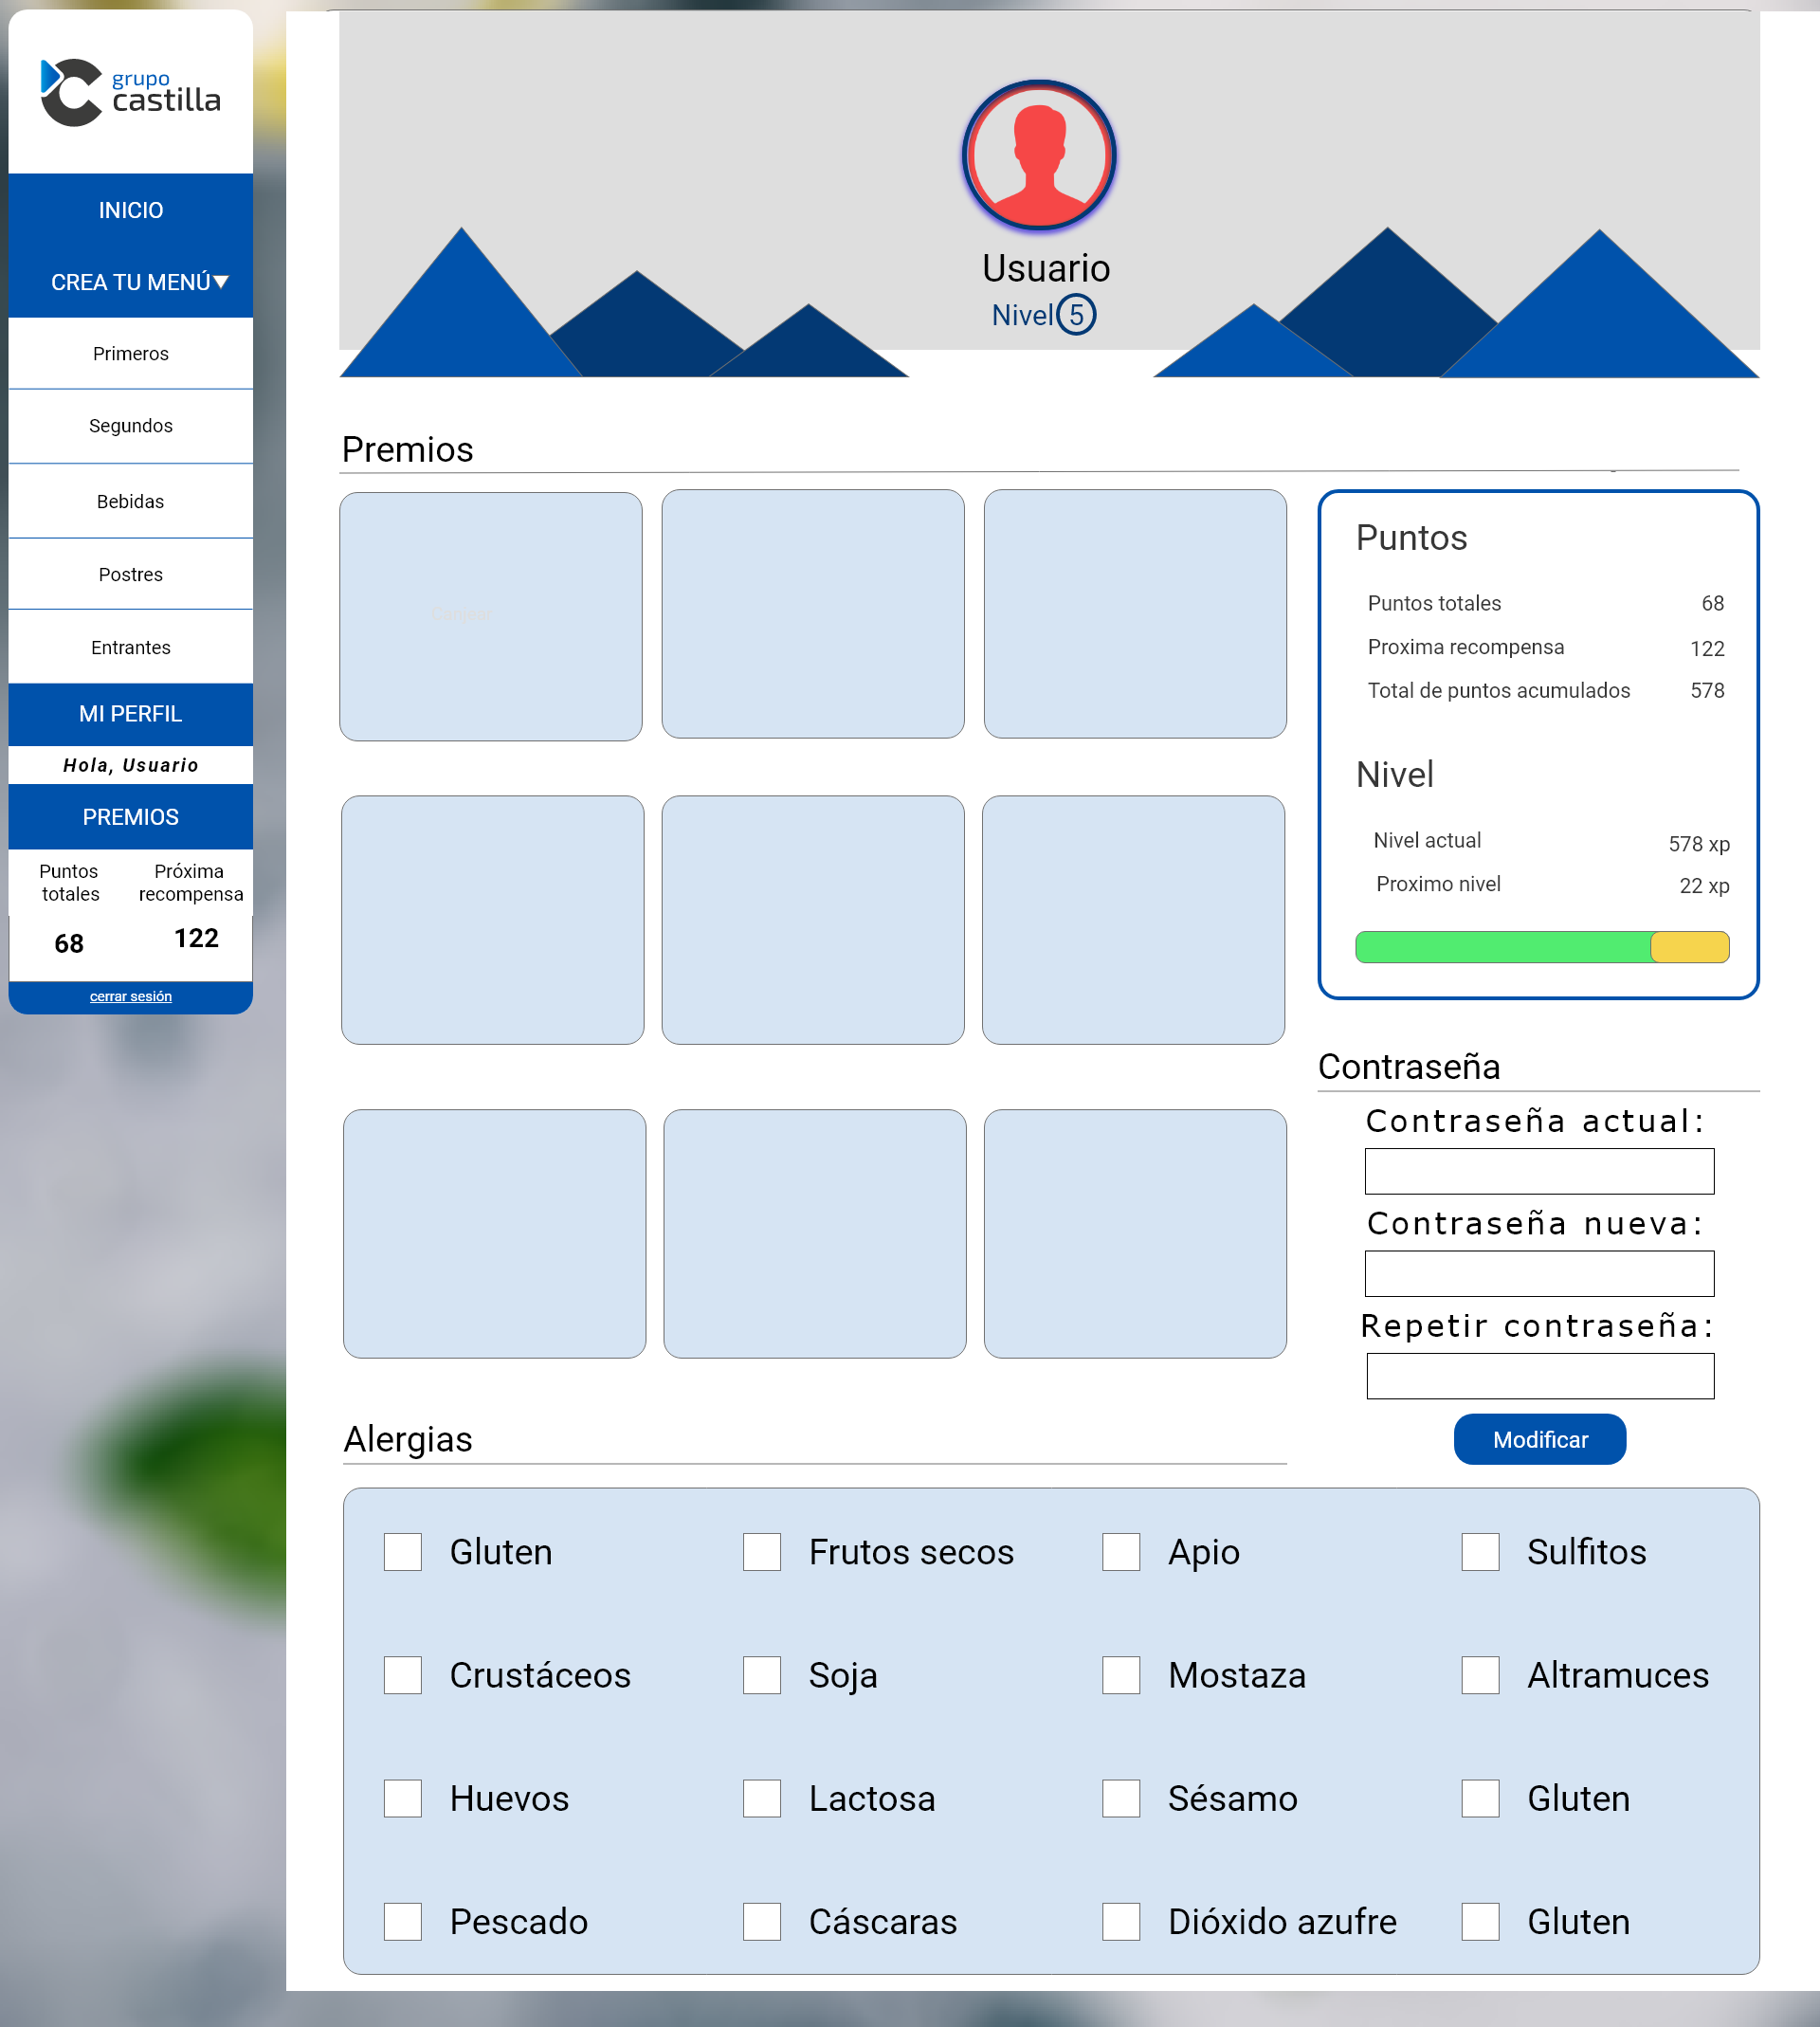 grupo
castilla
INICIO
CREA TU MENÚ
Primeros
Segundos
Bebidas
Postres
Entrantes
MI PERFIL
Hola, Usuario
PREMIOS
Puntos
totales
Próxima
recompensa
68
122
cerrar sesión
Usuario
Nivel 5
Premios
Canjear
Puntos
Puntos totales 68
Proxima recompensa 122
Total de puntos acumulados 578
Nivel
Nivel actual 578 xp
Proximo nivel 22 xp
Contraseña
Contraseña actual:
Contraseña nueva:
Repetir contraseña:
Modificar
Alergias
Gluten Frutos secos Apio Sulfitos
Crustáceos Soja Mostaza Altramuces
Huevos Lactosa Sésamo Gluten
Pescado Cáscaras Dióxido azufre Gluten